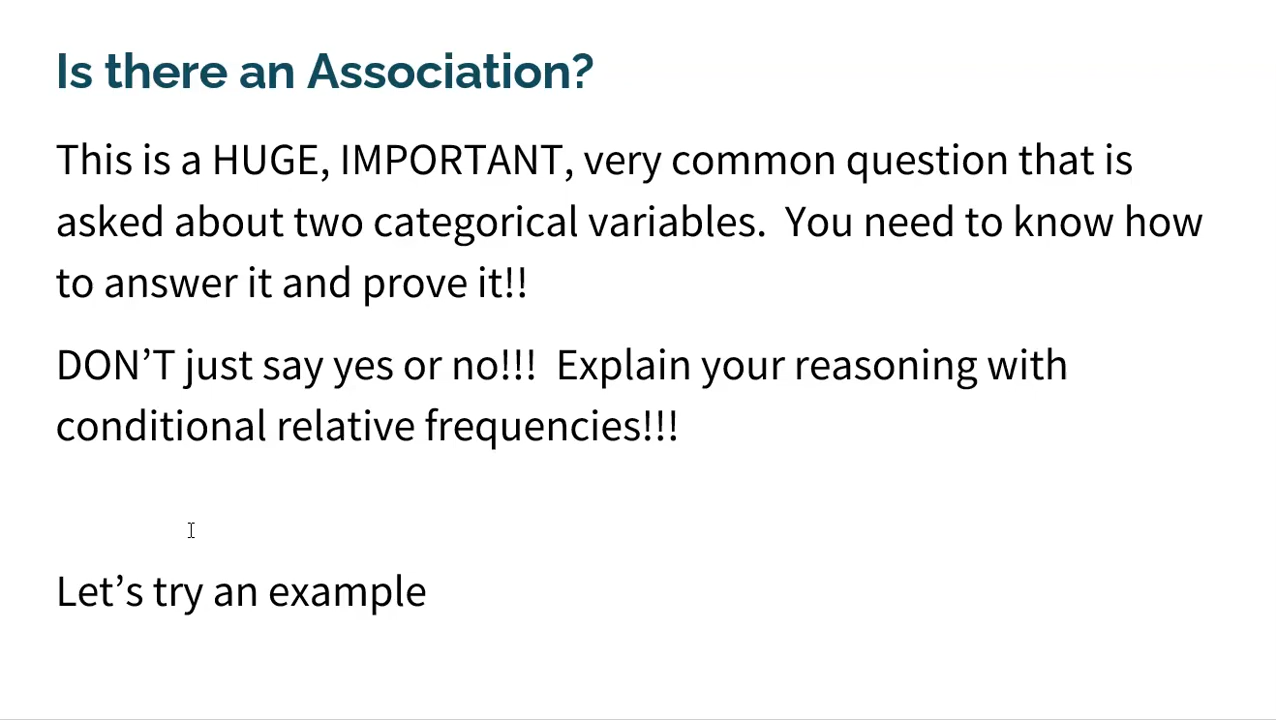 Is there an Association?
This is a HUGE, IMPORTANT, very common question that is
asked about two categorical variables.  You need to know how
to answer it and prove it!!
DON’T just say yes or no!!!  Explain your reasoning with
conditional relative frequencies!!!
Let’s try an example